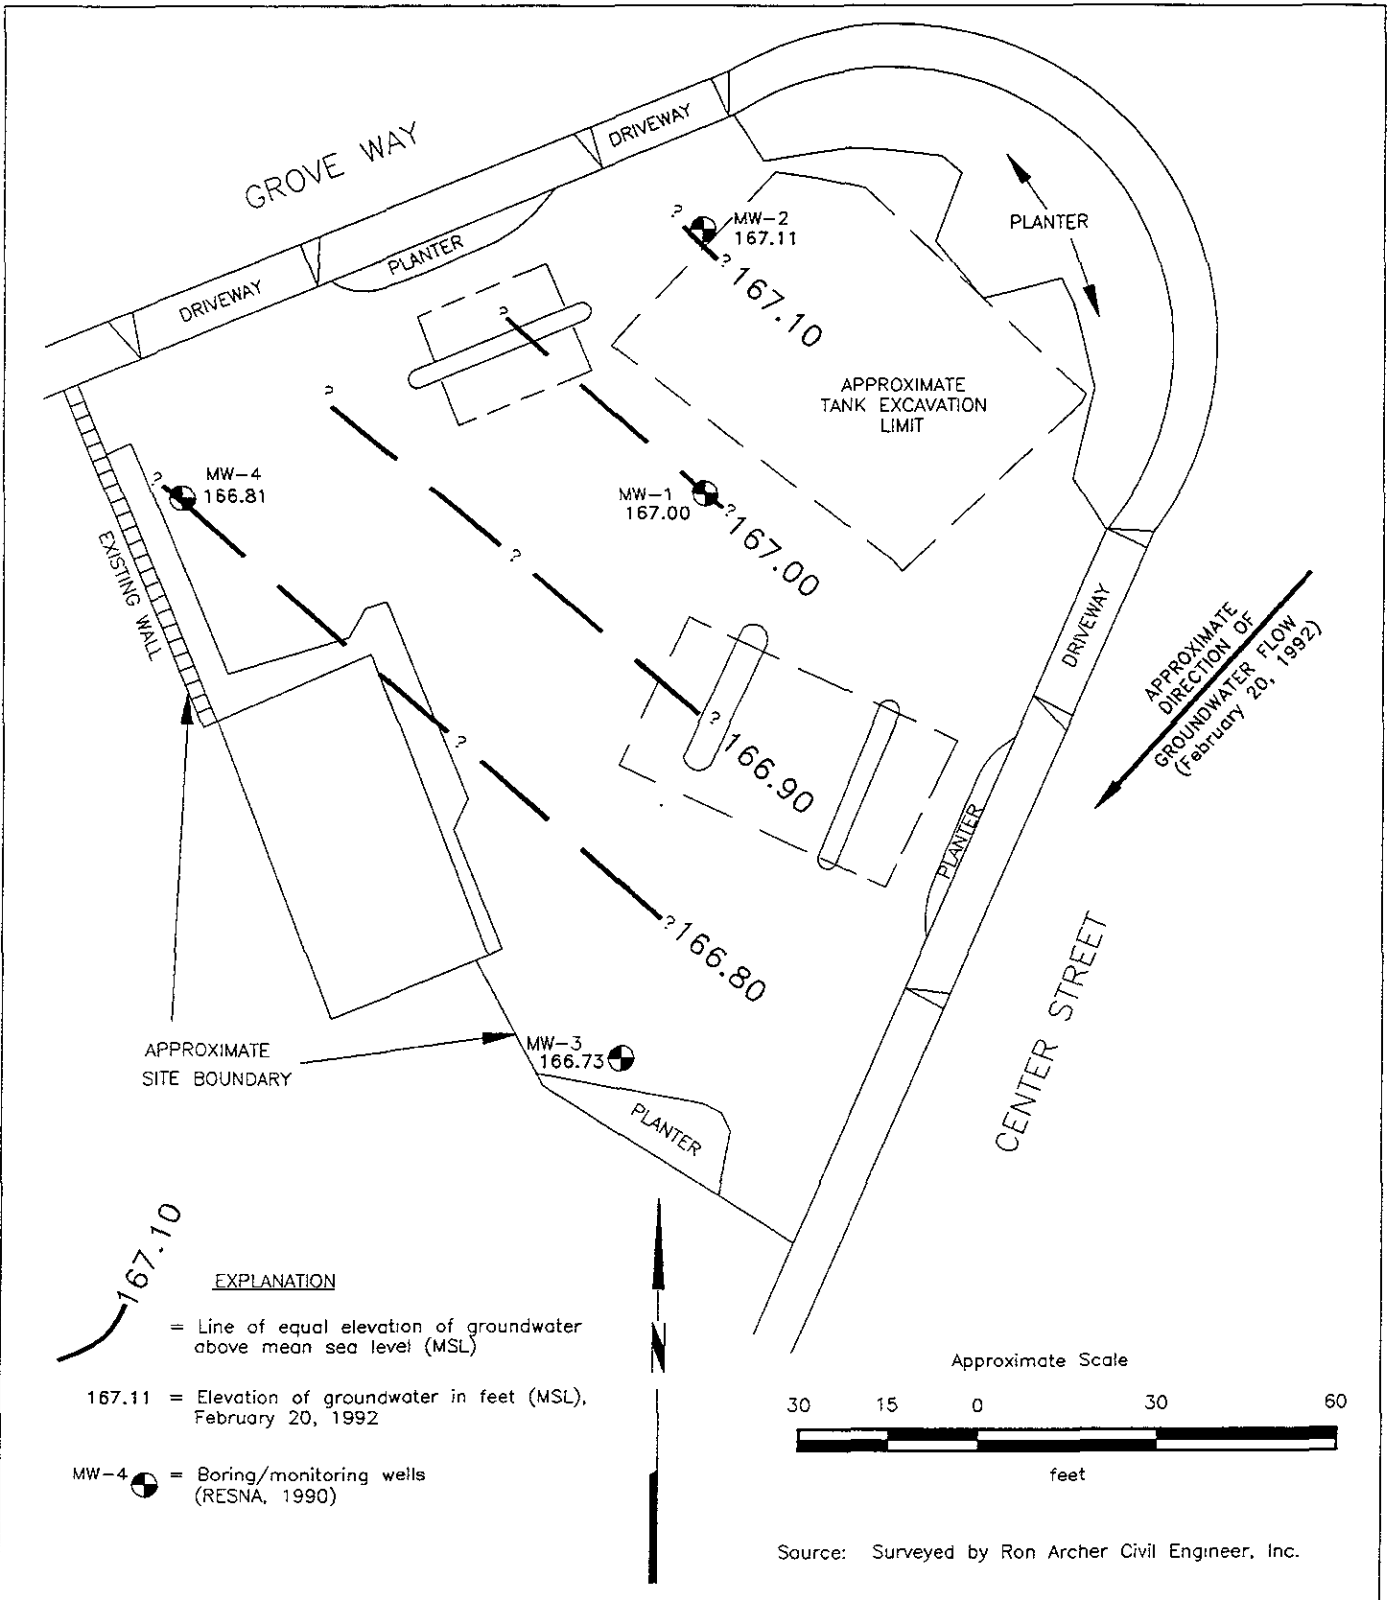 GROVE WAY
DRIVEWAY
DRIVEWAY
PLANTER
DRIVEWAY
PLANTER
?
MW-2
167.11
?
167.10
?
APPROXIMATE
TANK EXCAVATION
LIMIT
?
MW-4
166.81
?
MW-1
167.00
?
167.00
EXISTING WALL
?
DRIVEWAY
APPROXIMATE
DIRECTION OF
GROUNDWATER FLOW
(February 20, 1992)
?
166.90
?
PLANTER
?
166.80
CENTER STREET
APPROXIMATE
SITE BOUNDARY
MW-3
166.73
PLANTER
167.10
EXPLANATION
= Line of equal elevation of groundwater
above mean sea level (MSL)
167.11 = Elevation of groundwater in feet (MSL),
February 20, 1992
MW-4 = Boring/monitoring wells
(RESNA, 1990)
N
Approximate Scale
30 15 0 30 60
feet
Source: Surveyed by Ron Archer Civil Engineer, Inc.